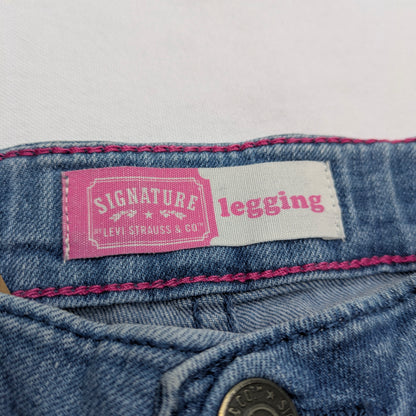 SIGNATURE
BY LEVI STRAUSS & CO
legging